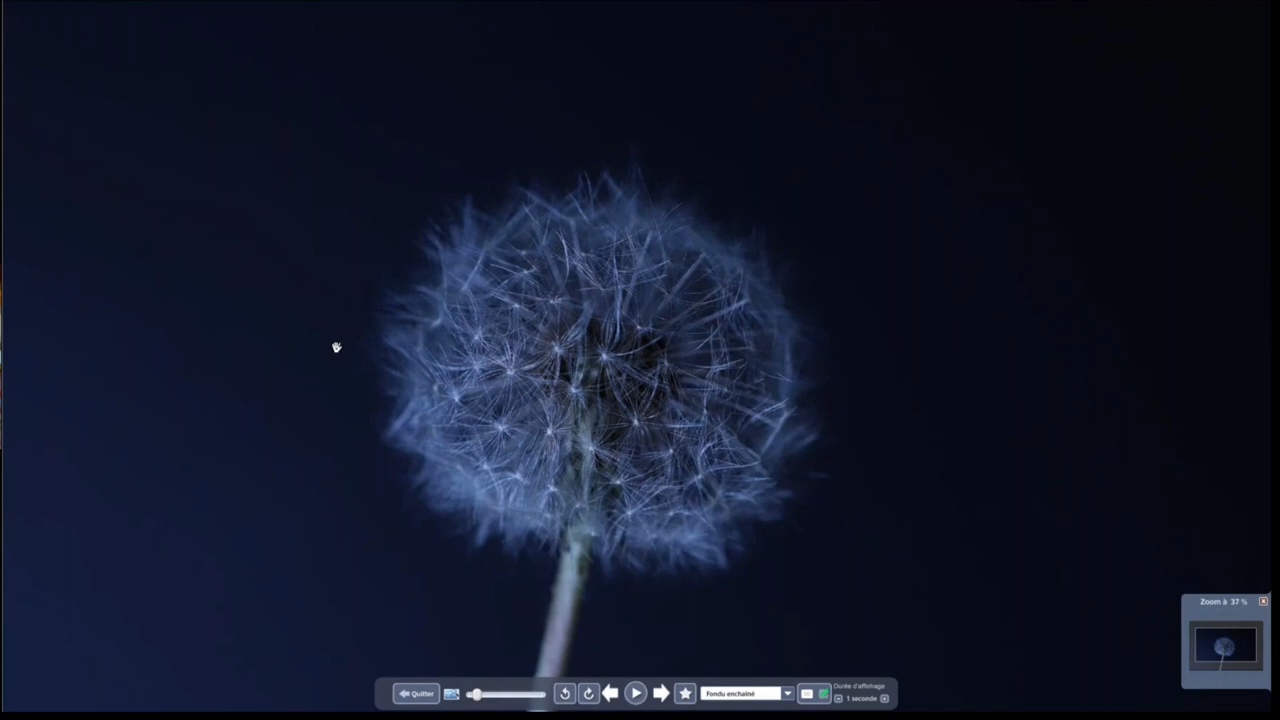 Zoom à 37 %
Quitter
Fondu enchaîné
Durée d'affichage
1 seconde